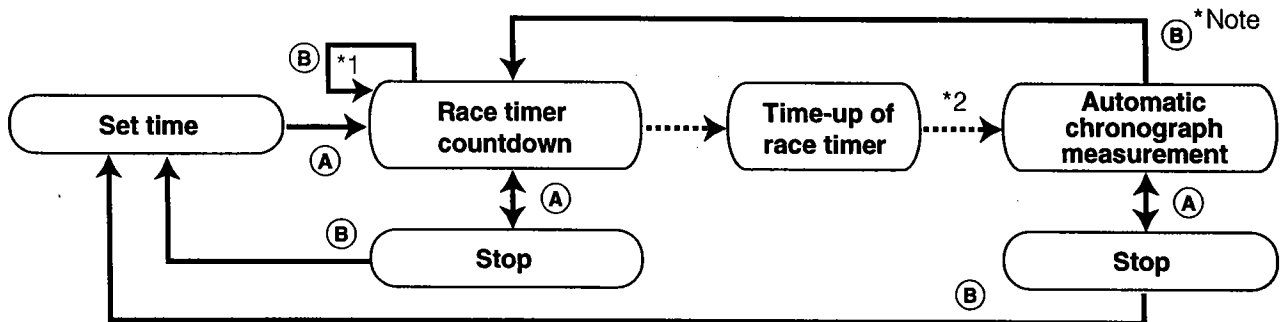 Ⓑ *Note
Ⓑ *1
Set time
Ⓐ
Race timer
countdown
Time-up of
race timer
*2
Automatic
chronograph
measurement
Ⓐ
Ⓐ
Ⓑ
Stop
Stop
Ⓑ